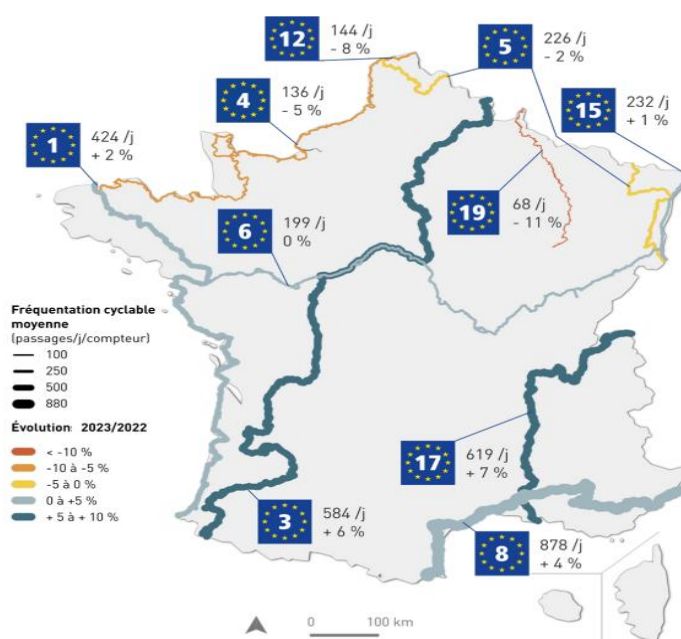 12
144 /j
- 8 %
5
226 /j
- 2 %
4
136 /j
- 5 %
15
232 /j
+ 1 %
1
424 /j
+ 2 %
19
68 /j
- 11 %
6
199 /j
0 %
Fréquentation cyclable
moyenne
(passages/j/compteur)
100
250
500
880
Évolution: 2023/2022
< -10 %
-10 à -5 %
-5 à 0 %
0 à +5 %
+ 5 à + 10 %
17
619 /j
+ 7 %
3
584 /j
+ 6 %
8
878 /j
+ 4 %
0 100 km